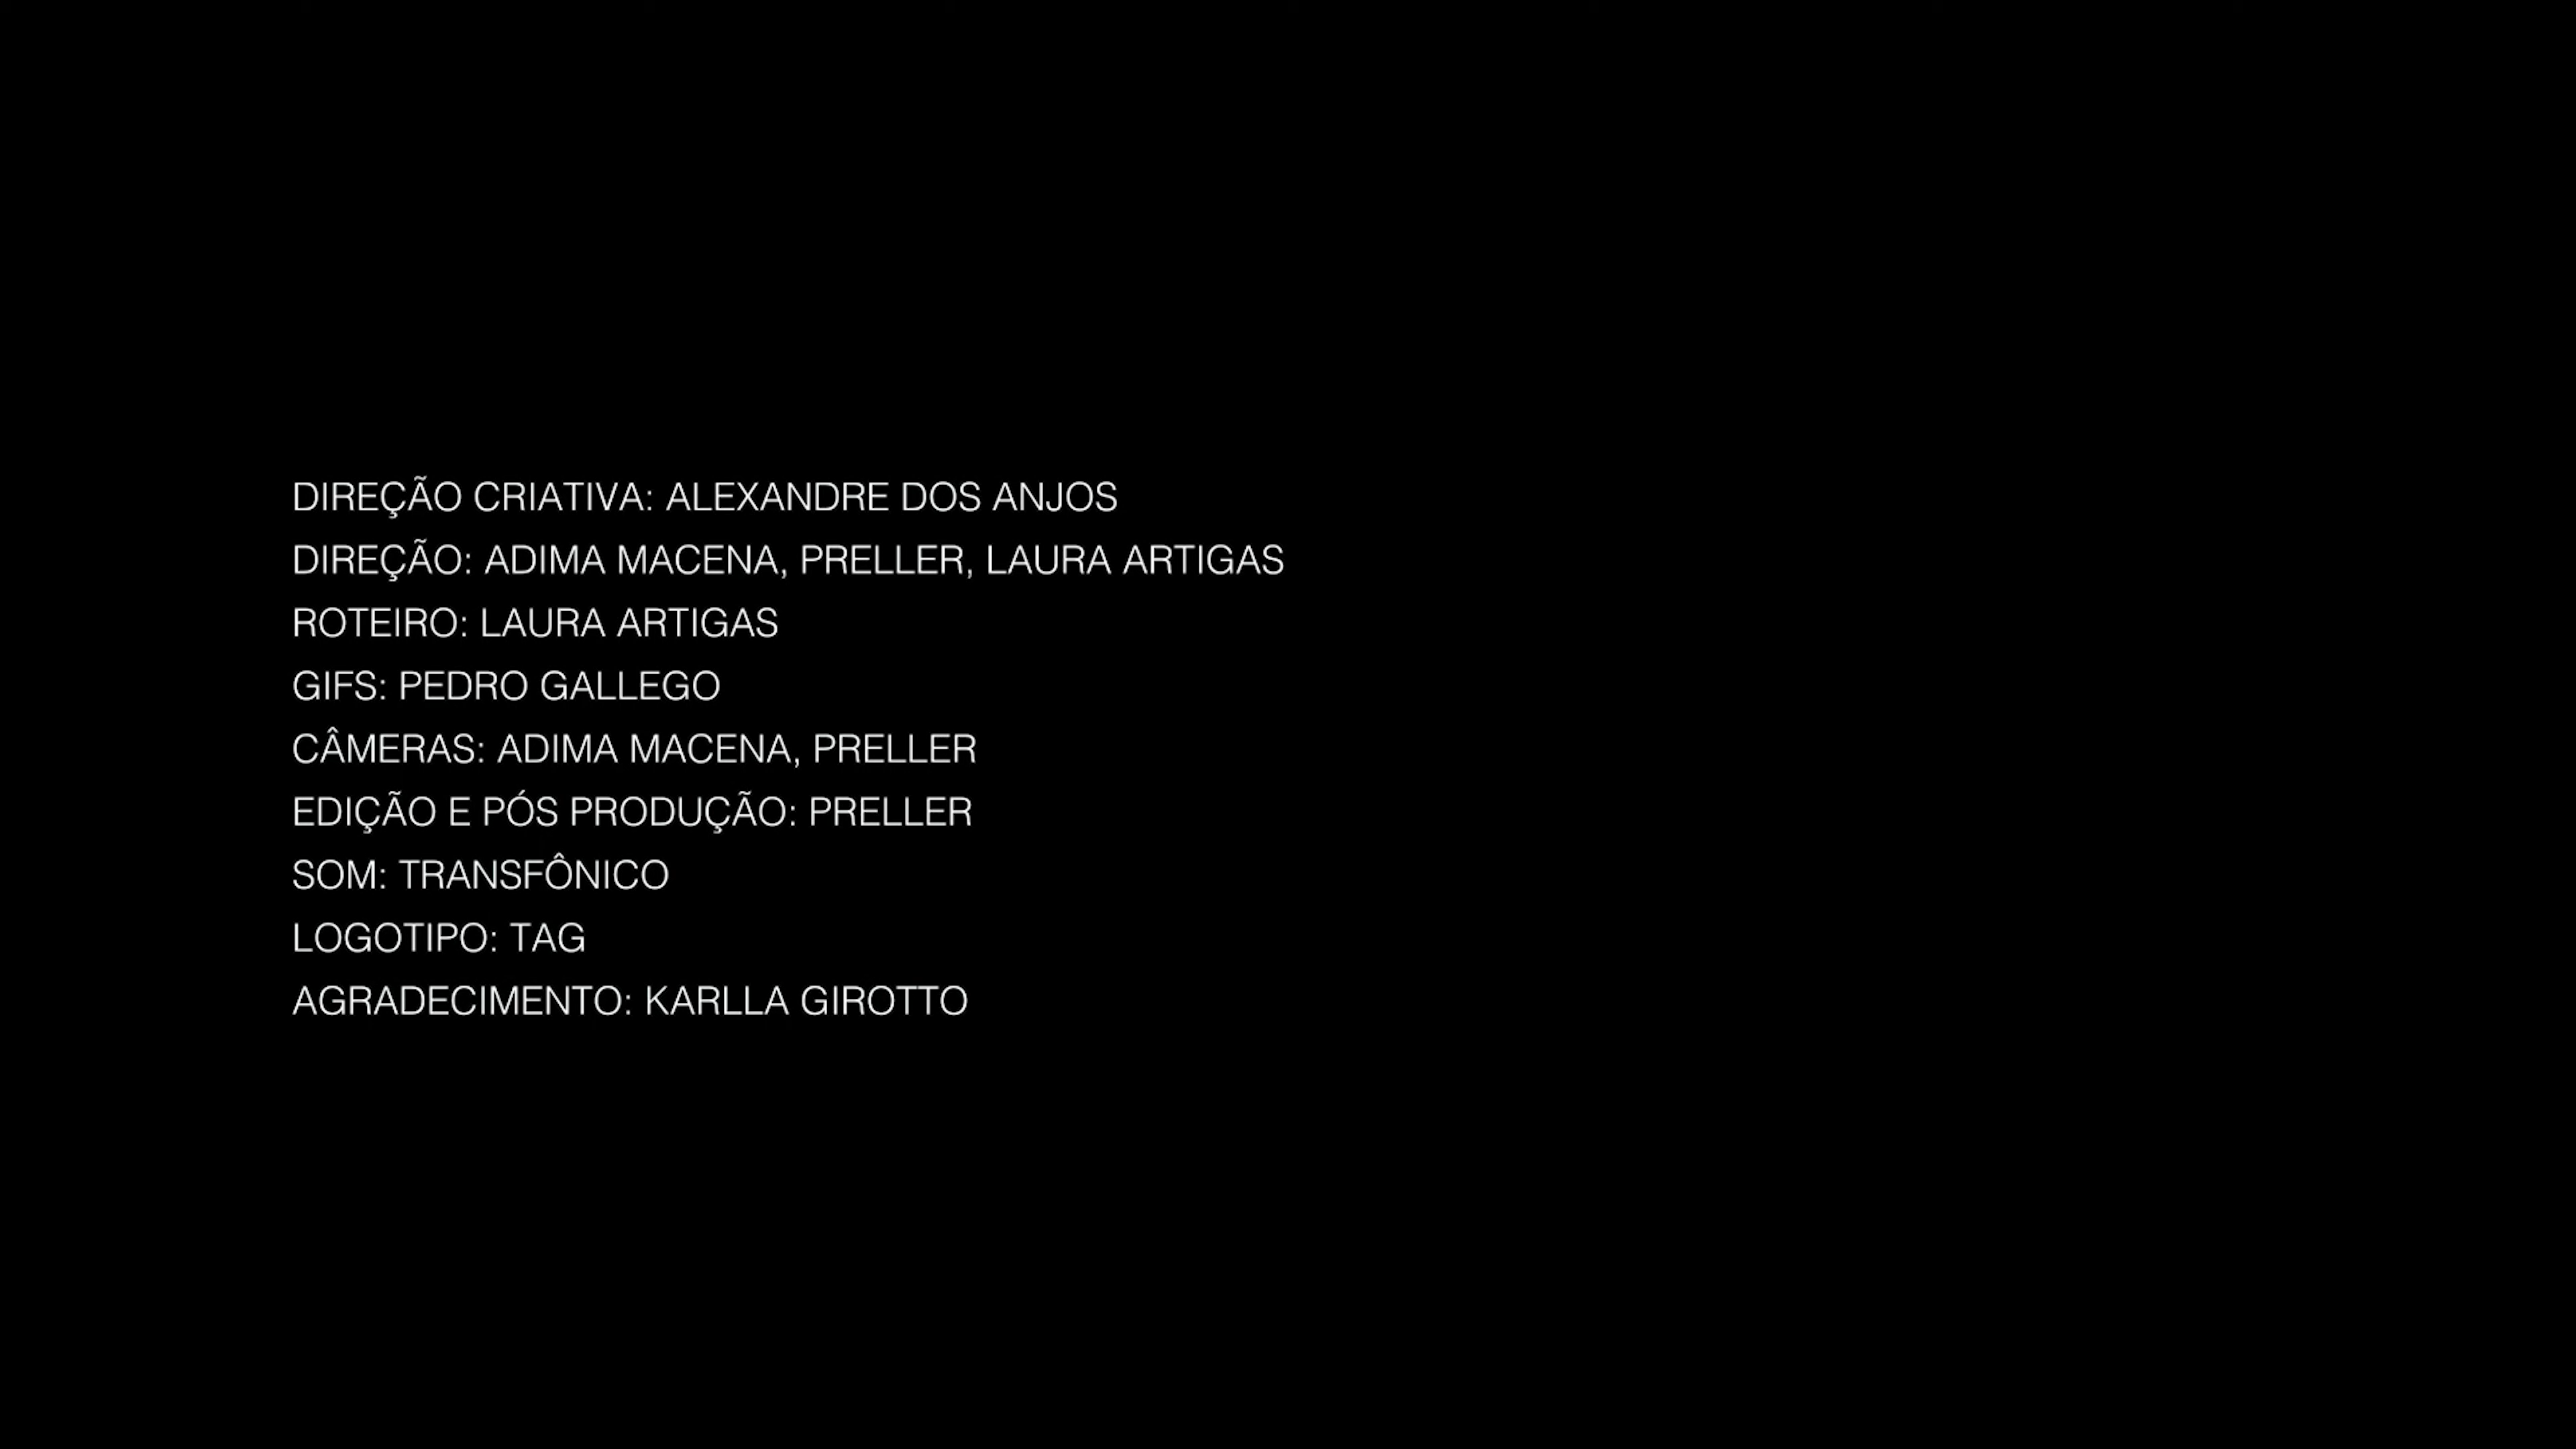 DIREÇÃO CRIATIVA: ALEXANDRE DOS ANJOS
DIREÇÃO: ADIMA MACENA, PRELLER, LAURA ARTIGAS
ROTEIRO: LAURA ARTIGAS
GIFS: PEDRO GALLEGO
CÂMERAS: ADIMA MACENA, PRELLER
EDIÇÃO E PÓS PRODUÇÃO: PRELLER
SOM: TRANSFÔNICO
LOGOTIPO: TAG
AGRADECIMENTO: KARLLA GIROTTO